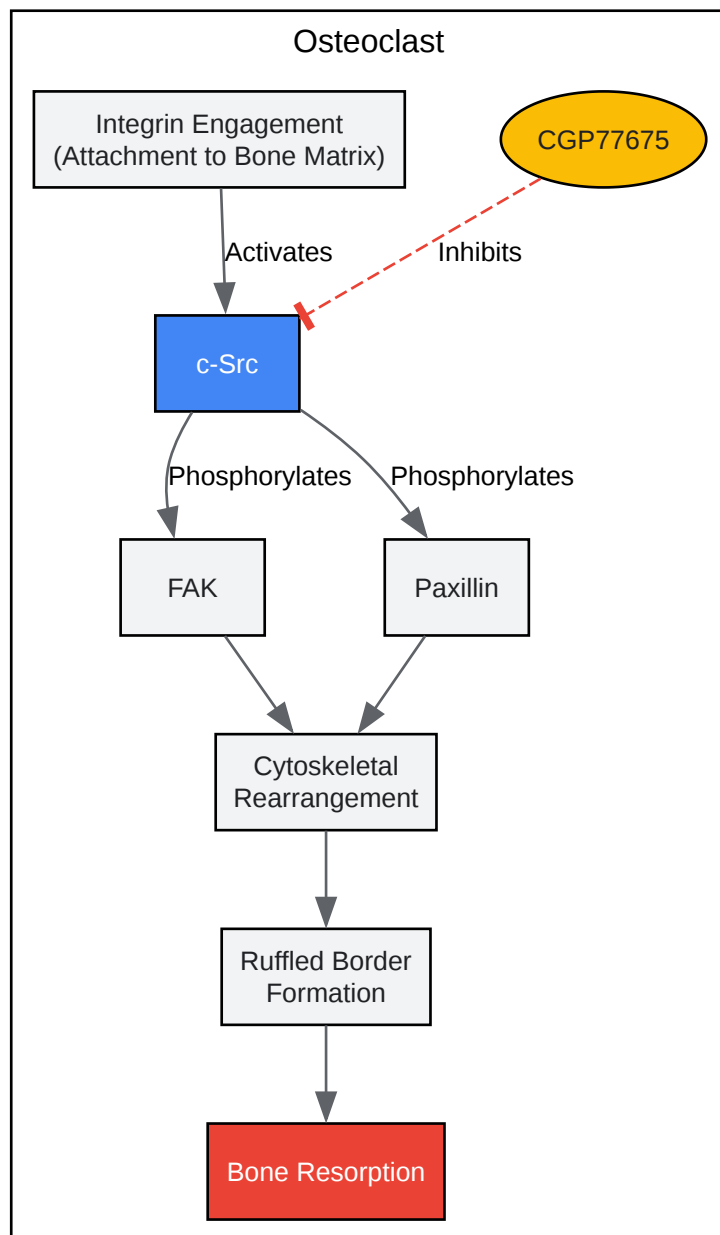 Osteoclast
Integrin Engagement
(Attachment to Bone Matrix)
CGP77675
Activates
Inhibits
c-Src
Phosphorylates
Phosphorylates
FAK
Paxillin
Cytoskeletal
Rearrangement
Ruffled Border
Formation
Bone Resorption